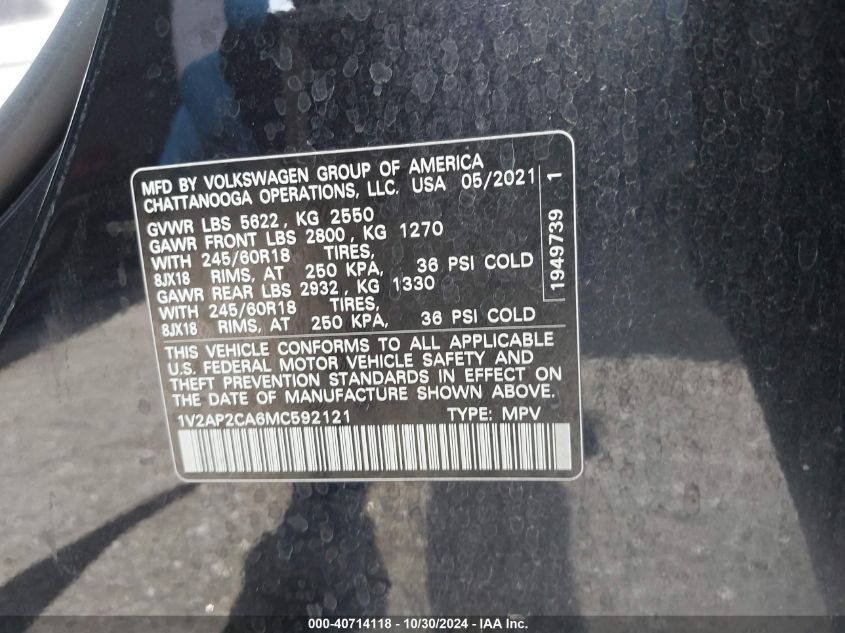 MFD BY VOLKSWAGEN GROUP OF AMERICA
CHATTANOOGA OPERATIONS, LLC. USA 05/2021
GVWR LBS 5622, KG 2550
GAWR FRONT LBS 2800, KG 1270
WITH 245/60R18 TIRES,
8JX18 RIMS, AT 250 KPA, 36 PSI COLD
GAWR REAR LBS 2932, KG 1330
WITH 245/60R18 TIRES,
8JX18 RIMS, AT 250 KPA, 36 PSI COLD
1949739 1
THIS VEHICLE CONFORMS TO ALL APPLICABLE
U.S. FEDERAL MOTOR VEHICLE SAFETY AND
THEFT PREVENTION STANDARDS IN EFFECT ON
THE DATE OF MANUFACTURE SHOWN ABOVE.
1V2AP2CA6MC592121 TYPE: MPV
000-40714118 - 10/30/2024 - IAA Inc.